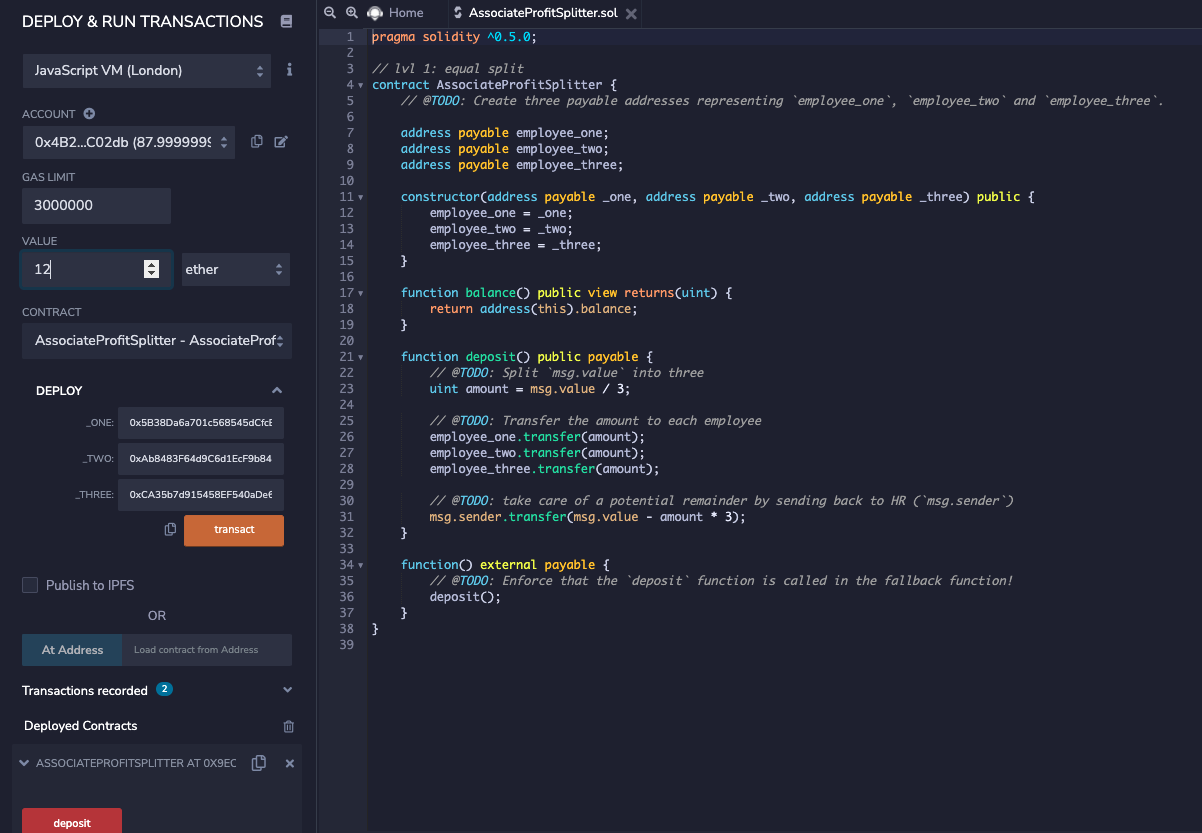 DEPLOY & RUN TRANSACTIONS
JavaScript VM (London)
ACCOUNT
0x4B2...C02db (87.9999999
GAS LIMIT
3000000
VALUE
12
ether
CONTRACT
AssociateProfitSplitter - AssociateProf
DEPLOY
_ONE:
0x5B38Da6a701c568545dCfcB
_TWO:
0xAb8483F64d9C6d1EcF9b84
_THREE:
0xCA35b7d915458EF540aDe6
transact
Publish to IPFS
OR
At Address
Load contract from Address
Transactions recorded 2
Deployed Contracts
ASSOCIATEPROFITSPLITTER AT 0X9EC
deposit
Home
AssociateProfitSplitter.sol
1 pragma solidity ^0.5.0;
2
3 // lvl 1: equal split
4 contract AssociateProfitSplitter {
5 // @TODO: Create three payable addresses representing `employee_one`, `employee_two` and `employee_three`.
6
7 address payable employee_one;
8 address payable employee_two;
9 address payable employee_three;
10
11 constructor(address payable _one, address payable _two, address payable _three) public {
12 employee_one = _one;
13 employee_two = _two;
14 employee_three = _three;
15 }
16
17 function balance() public view returns(uint) {
18 return address(this).balance;
19 }
20
21 function deposit() public payable {
22 // @TODO: Split `msg.value` into three
23 uint amount = msg.value / 3;
24
25 // @TODO: Transfer the amount to each employee
26 employee_one.transfer(amount);
27 employee_two.transfer(amount);
28 employee_three.transfer(amount);
29
30 // @TODO: take care of a potential remainder by sending back to HR (`msg.sender`)
31 msg.sender.transfer(msg.value - amount * 3);
32 }
33
34 function() external payable {
35 // @TODO: Enforce that the `deposit` function is called in the fallback function!
36 deposit();
37 }
38 }
39